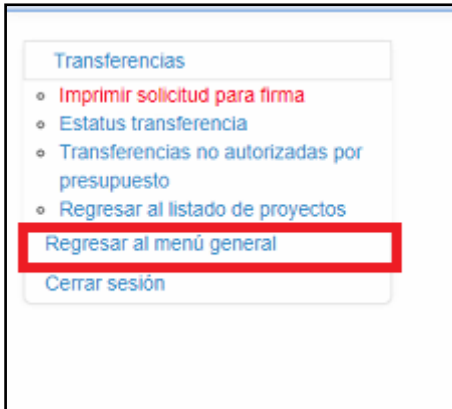 Transferencias
Imprimir solicitud para firma
Estatus transferencia
Transferencias no autorizadas por
presupuesto
Regresar al listado de proyectos
Regresar al menú general
Cerrar sesión